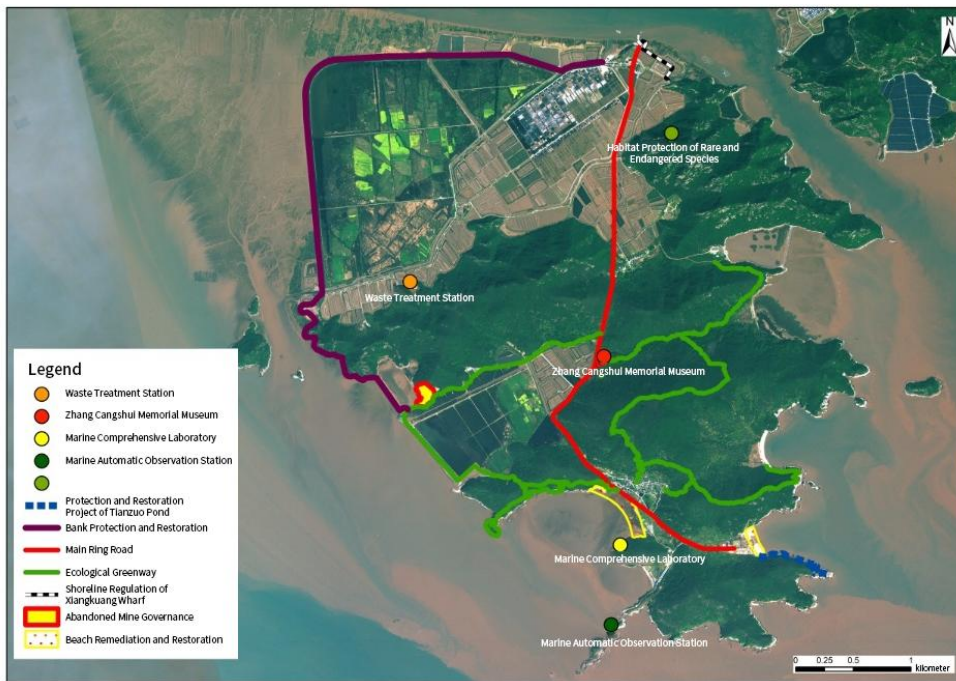 N
Habitat Protection of Rare and
Endangered Species
Waste Treatment Station
Zhang Cangshui Memorial Museum
Marine Comprehensive Laboratory
Marine Automatic Observation Station
Legend
Waste Treatment Station
Zhang Cangshui Memorial Museum
Marine Comprehensive Laboratory
Marine Automatic Observation Station
Protection and Restoration
Project of Tianzuo Pond
Bank Protection and Restoration
Main Ring Road
Ecological Greenway
Shoreline Regulation of
Xiangkuang Wharf
Abandoned Mine Governance
Beach Remediation and Restoration
0 0.25 0.5 1
kilometer